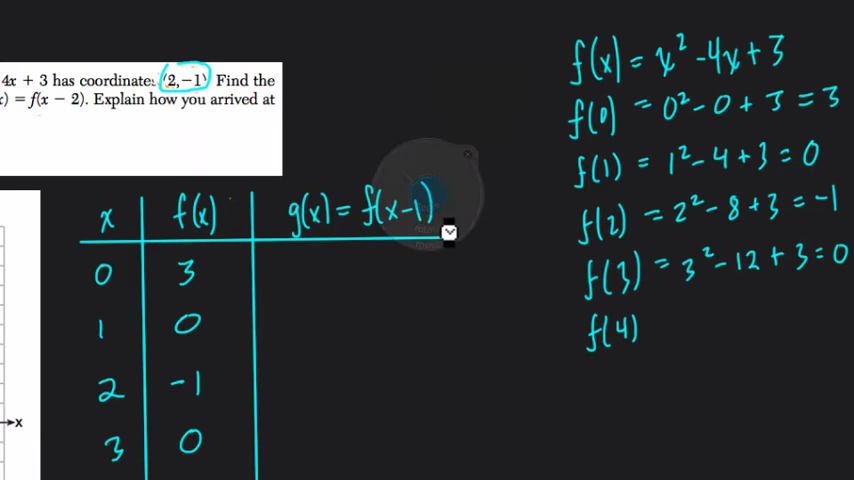 4x + 3 has coordinates (2,−1) Find the
x) = f(x − 2). Explain how you arrived at
f(x) = x² - 4x + 3
f(0) = 0² - 0 + 3 = 3
f(1) = 1² - 4 + 3 = 0
f(2) = 2² - 8 + 3 = -1
f(3) = 3² - 12 + 3 = 0
f(4)
x f(x) g(x) = f(x-1)
0 3
1 0
2 -1
3 0
x